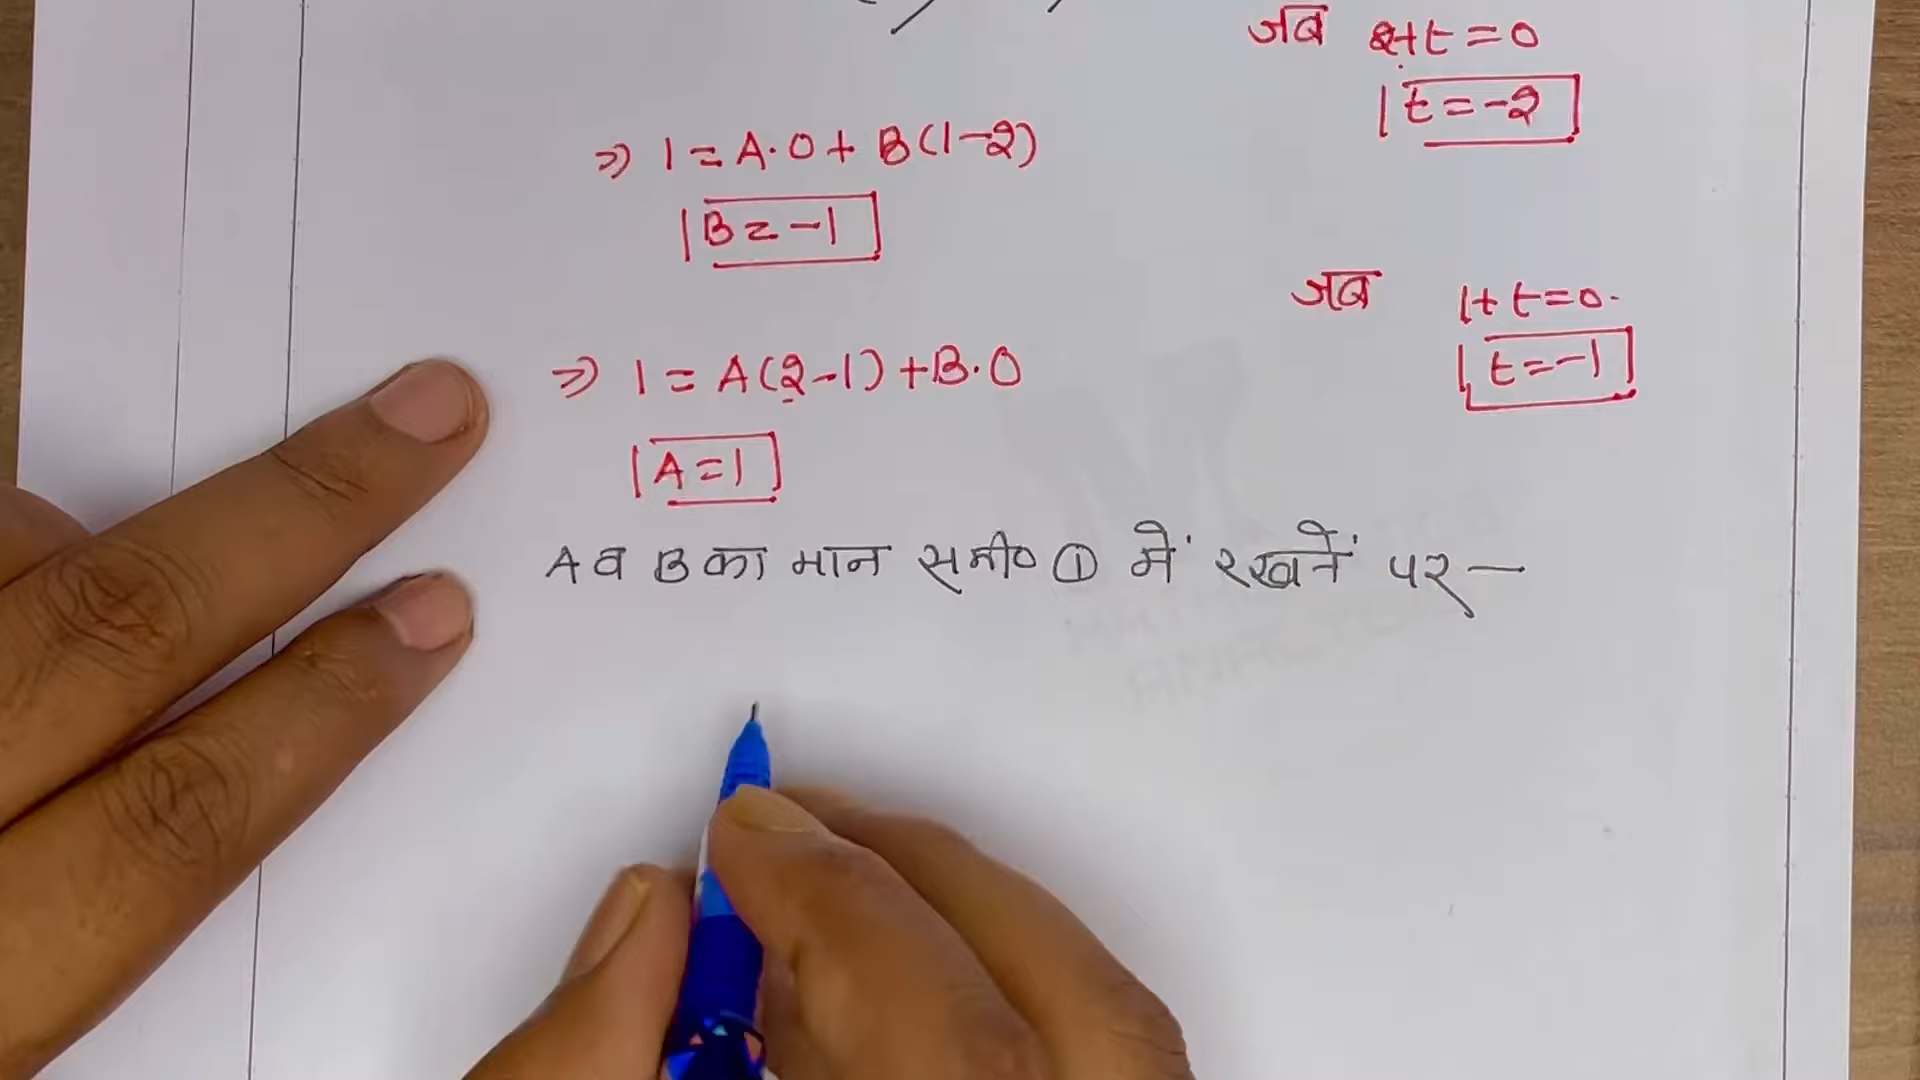 जब 2+t=0
t=-2
=> 1=A.0+B(1-2)
B=-1
जब 1+t=0.
t=-1
=> 1=A(2-1)+B.0
A=1
A व B का मान समी० ① में रखनें पर—